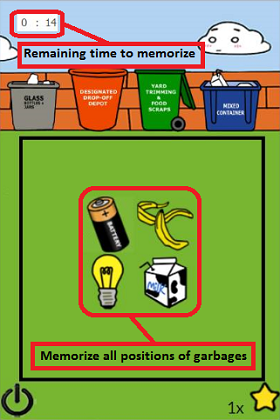 0 : 14
Remaining time to memorize
GLASS
BOTTLES &
JARS
DESIGNATED
DROP-OFF
DEPOT
YARD
TRIMMING
&
FOOD
SCRAPS
MIXED
CONTAINER
BATTERY
MILK
Memorize all positions of garbages
1x